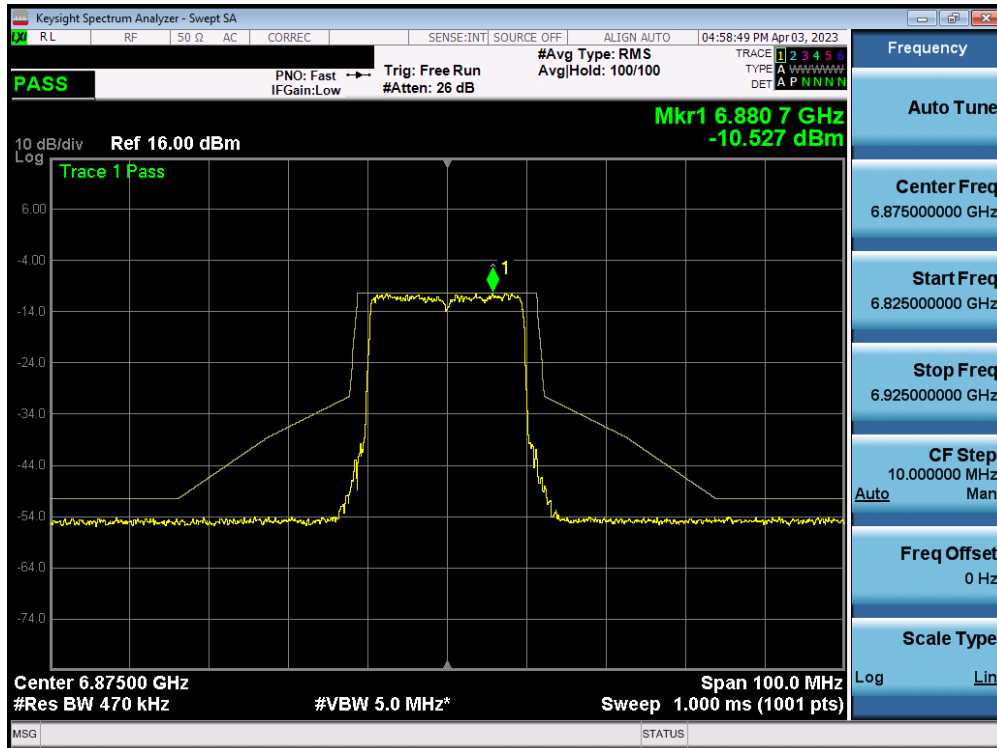 Keysight Spectrum Analyzer - Swept SA
LXI RL RF 50 Ω AC CORREC SENSE:INT SOURCE OFF ALIGN AUTO 04:58:49 PM Apr 03, 2023
PASS
PNO: Fast
IFGain:Low
Trig: Free Run
#Atten: 26 dB
#Avg Type: RMS
Avg|Hold: 100/100
TRACE 1 2 3 4 5 6
TYPE A WWWWW
DET A P N N N N
Mkr1 6.880 7 GHz
-10.527 dBm
10 dB/div Ref 16.00 dBm
Log
Trace 1 Pass
1
6.00
-4.00
-14.0
-24.0
-34.0
-44.0
-54.0
-64.0
-74.0
Center 6.87500 GHz
Span 100.0 MHz
#Res BW 470 kHz
#VBW 5.0 MHz*
Sweep 1.000 ms (1001 pts)
MSG
STATUS
Frequency
Auto Tune
Center Freq
6.875000000 GHz
Start Freq
6.825000000 GHz
Stop Freq
6.925000000 GHz
CF Step
10.000000 MHz
Auto Man
Freq Offset
0 Hz
Scale Type
Log Lin